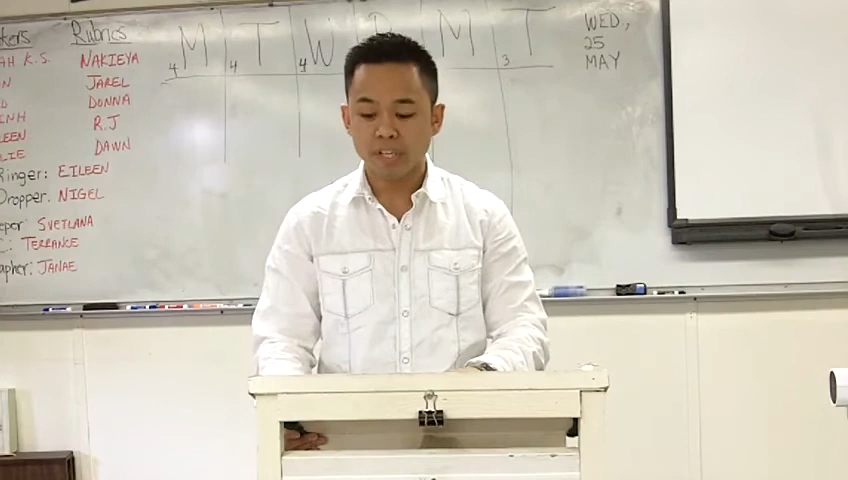 Rubrics
K.S.
NAKIEYA
JAREL
DONNA
R.J
DAWN
Ringer: EILEEN
Dropper: NIGEL
SVETLANA
TERRANCE
JANAE
M T W M T
4 4 4 3
WED,
25
MAY